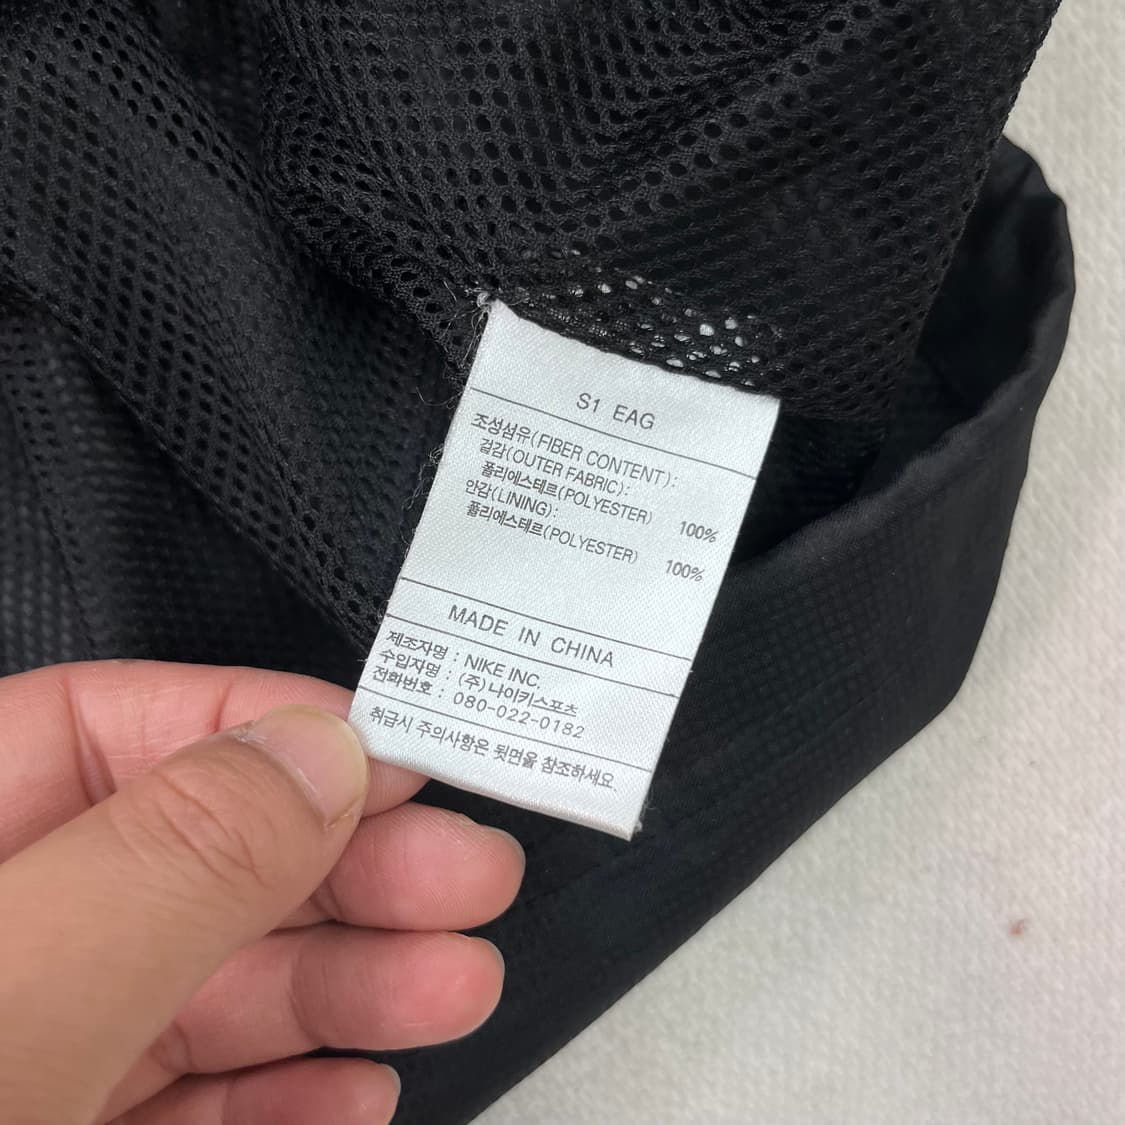 S1 EAG
조성섬유(FIBER CONTENT):
겉감(OUTER FABRIC):
폴리에스테르(POLYESTER) 100%
안감(LINING):
폴리에스테르(POLYESTER) 100%
MADE IN CHINA
제조자명 : NIKE INC.
수입자명 : (주)나이키스포츠
전화번호 : 080-022-0182
취급시 주의사항은 뒷면을 참조하세요